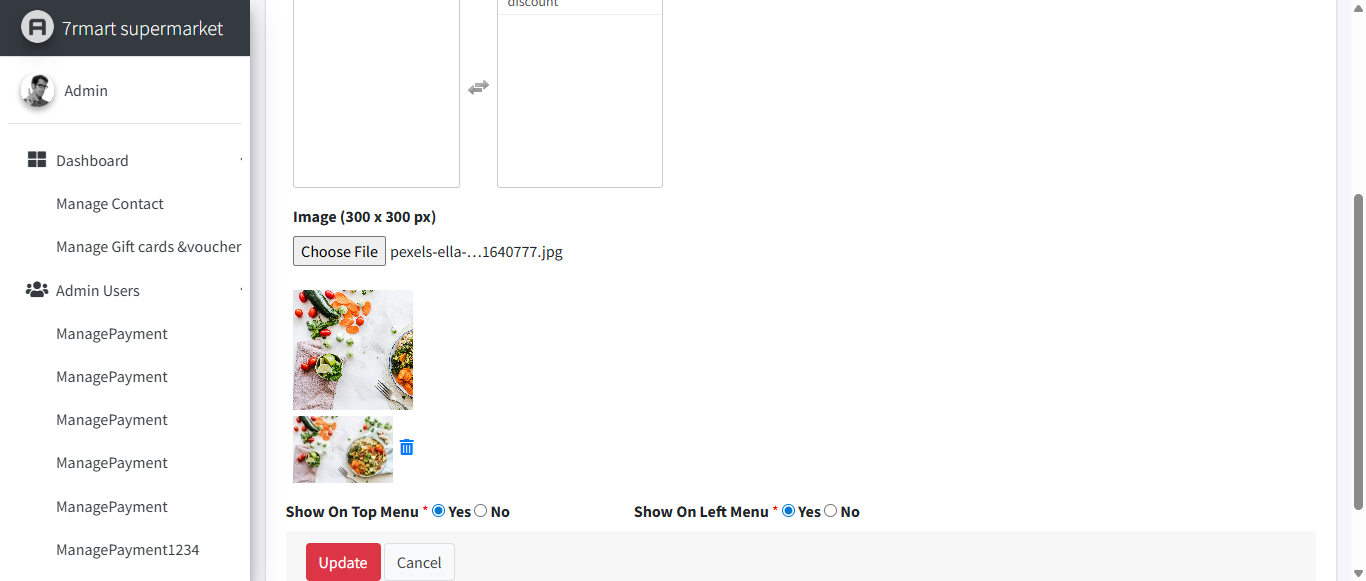 7rmart supermarket
Admin
Dashboard
Manage Contact
Manage Gift cards &voucher
Admin Users
ManagePayment
ManagePayment
ManagePayment
ManagePayment
ManagePayment
ManagePayment1234
discount
Image (300 x 300 px)
Choose File pexels-ella-…1640777.jpg
Show On Top Menu * Yes No Show On Left Menu * Yes No
Update Cancel